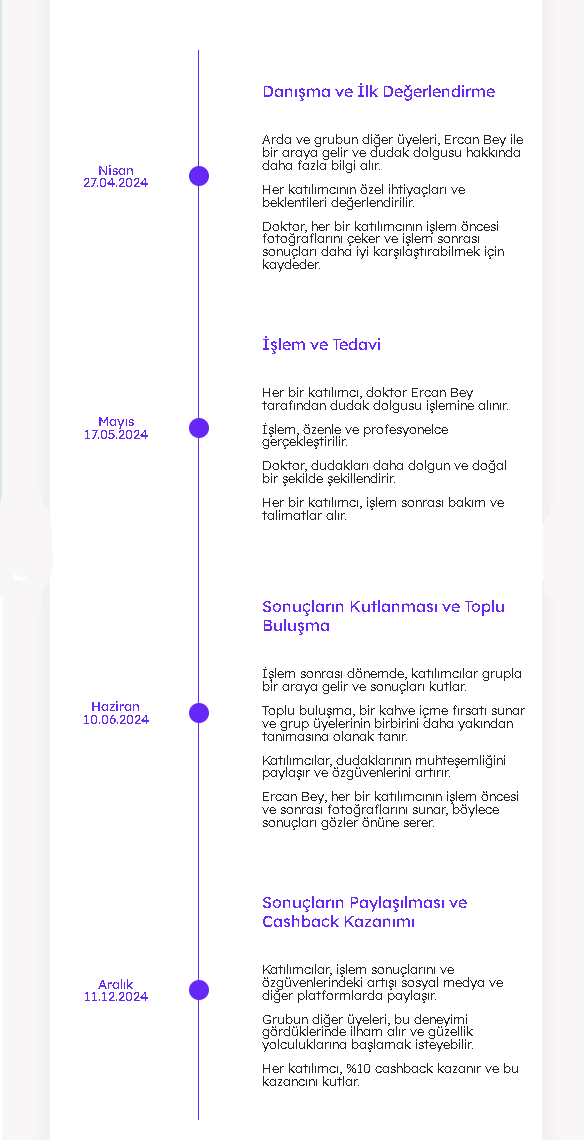 Danışma ve İlk Değerlendirme
Arda ve grubun diğer üyeleri, Ercan Bey ile
bir araya gelir ve dudak dolgusu hakkında
daha fazla bilgi alır.
Nisan
27.04.2024
Her katılımcının özel ihtiyaçları ve
beklentileri değerlendirilir.
Doktor, her bir katılımcının işlem öncesi
fotoğraflarını çeker ve işlem sonrası
sonuçları daha iyi karşılaştırabilmek için
kaydeder.
İşlem ve Tedavi
Her bir katılımcı, doktor Ercan Bey
tarafından dudak dolgusu işlemine alınır.
Mayıs
17.05.2024
İşlem, özenle ve profesyonelce
gerçekleştirilir.
Doktor, dudakları daha dolgun ve doğal
bir şekilde şekillendirir.
Her bir katılımcı, işlem sonrası bakım ve
talimatlar alır.
Sonuçların Kutlanması ve Toplu
Buluşma
İşlem sonrası dönemde, katılımcılar grupla
bir araya gelir ve sonuçları kutlar.
Haziran
10.06.2024
Toplu buluşma, bir kahve içme fırsatı sunar
ve grup üyelerinin birbirini daha yakından
tanımasına olanak tanır.
Katılımcılar, dudaklarının muhteşemliğini
paylaşır ve özgüvenlerini artırır.
Ercan Bey, her bir katılımcının işlem öncesi
ve sonrası fotoğraflarını sunar, böylece
sonuçları gözler önüne serer.
Sonuçların Paylaşılması ve
Cashback Kazanımı
Katılımcılar, işlem sonuçlarını ve
özgüvenlerindeki artışı sosyal medya ve
diğer platformlarda paylaşır.
Aralık
11.12.2024
Grubun diğer üyeleri, bu deneyimi
gördüklerinde ilham alır ve güzellik
yolculuklarına başlamak isteyebilir.
Her katılımcı, %10 cashback kazanır ve bu
kazancını kutlar.